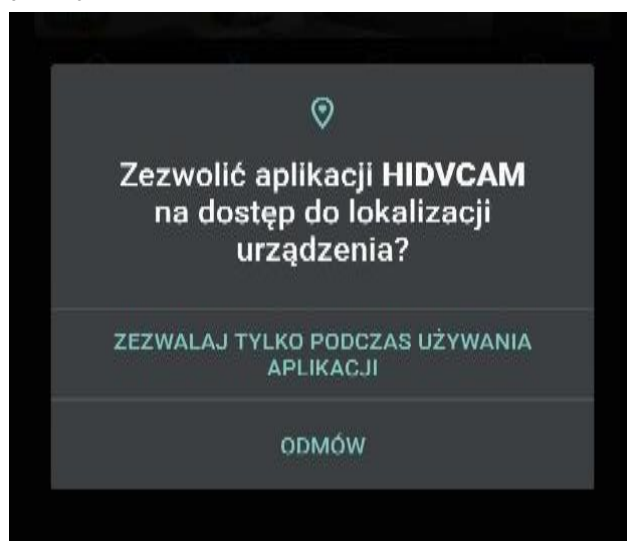 Zezwolić aplikacji HIDVCAM
na dostęp do lokalizacji
urządzenia?
ZEZWALAJ TYLKO PODCZAS UŻYWANIA
APLIKACJI
ODMÓW